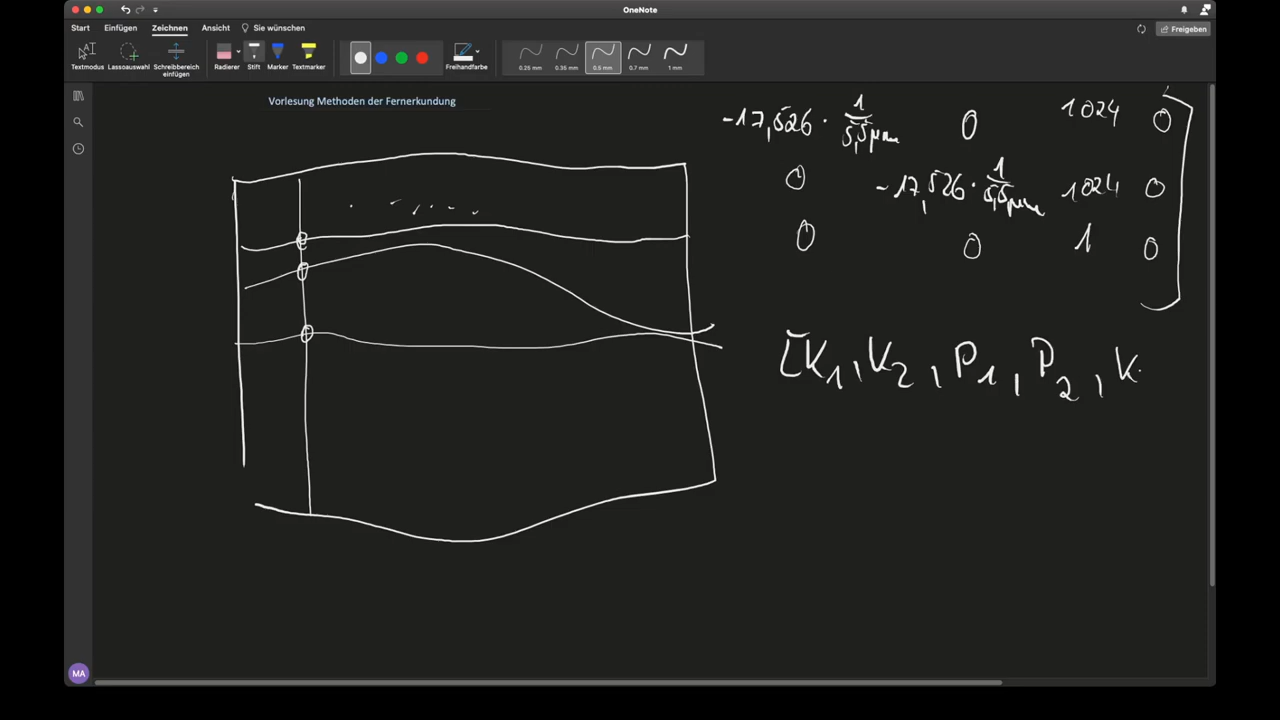 OneNote
Start Einfügen Zeichnen Ansicht Sie wünschen
Freigeben
Textmodus Lassoauswahl Schreibbereich einfügen Radierer Stift Marker Textmarker Freihandfarbe 0.25 mm 0.35 mm 0.5 mm 0.7 mm 1 mm
Vorlesung Methoden der Fernerkundung
-17,526 · 1/5,5µm 0 1024 0
0 -17,526 · 1/5,5µm 1024 0
0 0 1 0
[K1, K2, P1, P2, K
MA